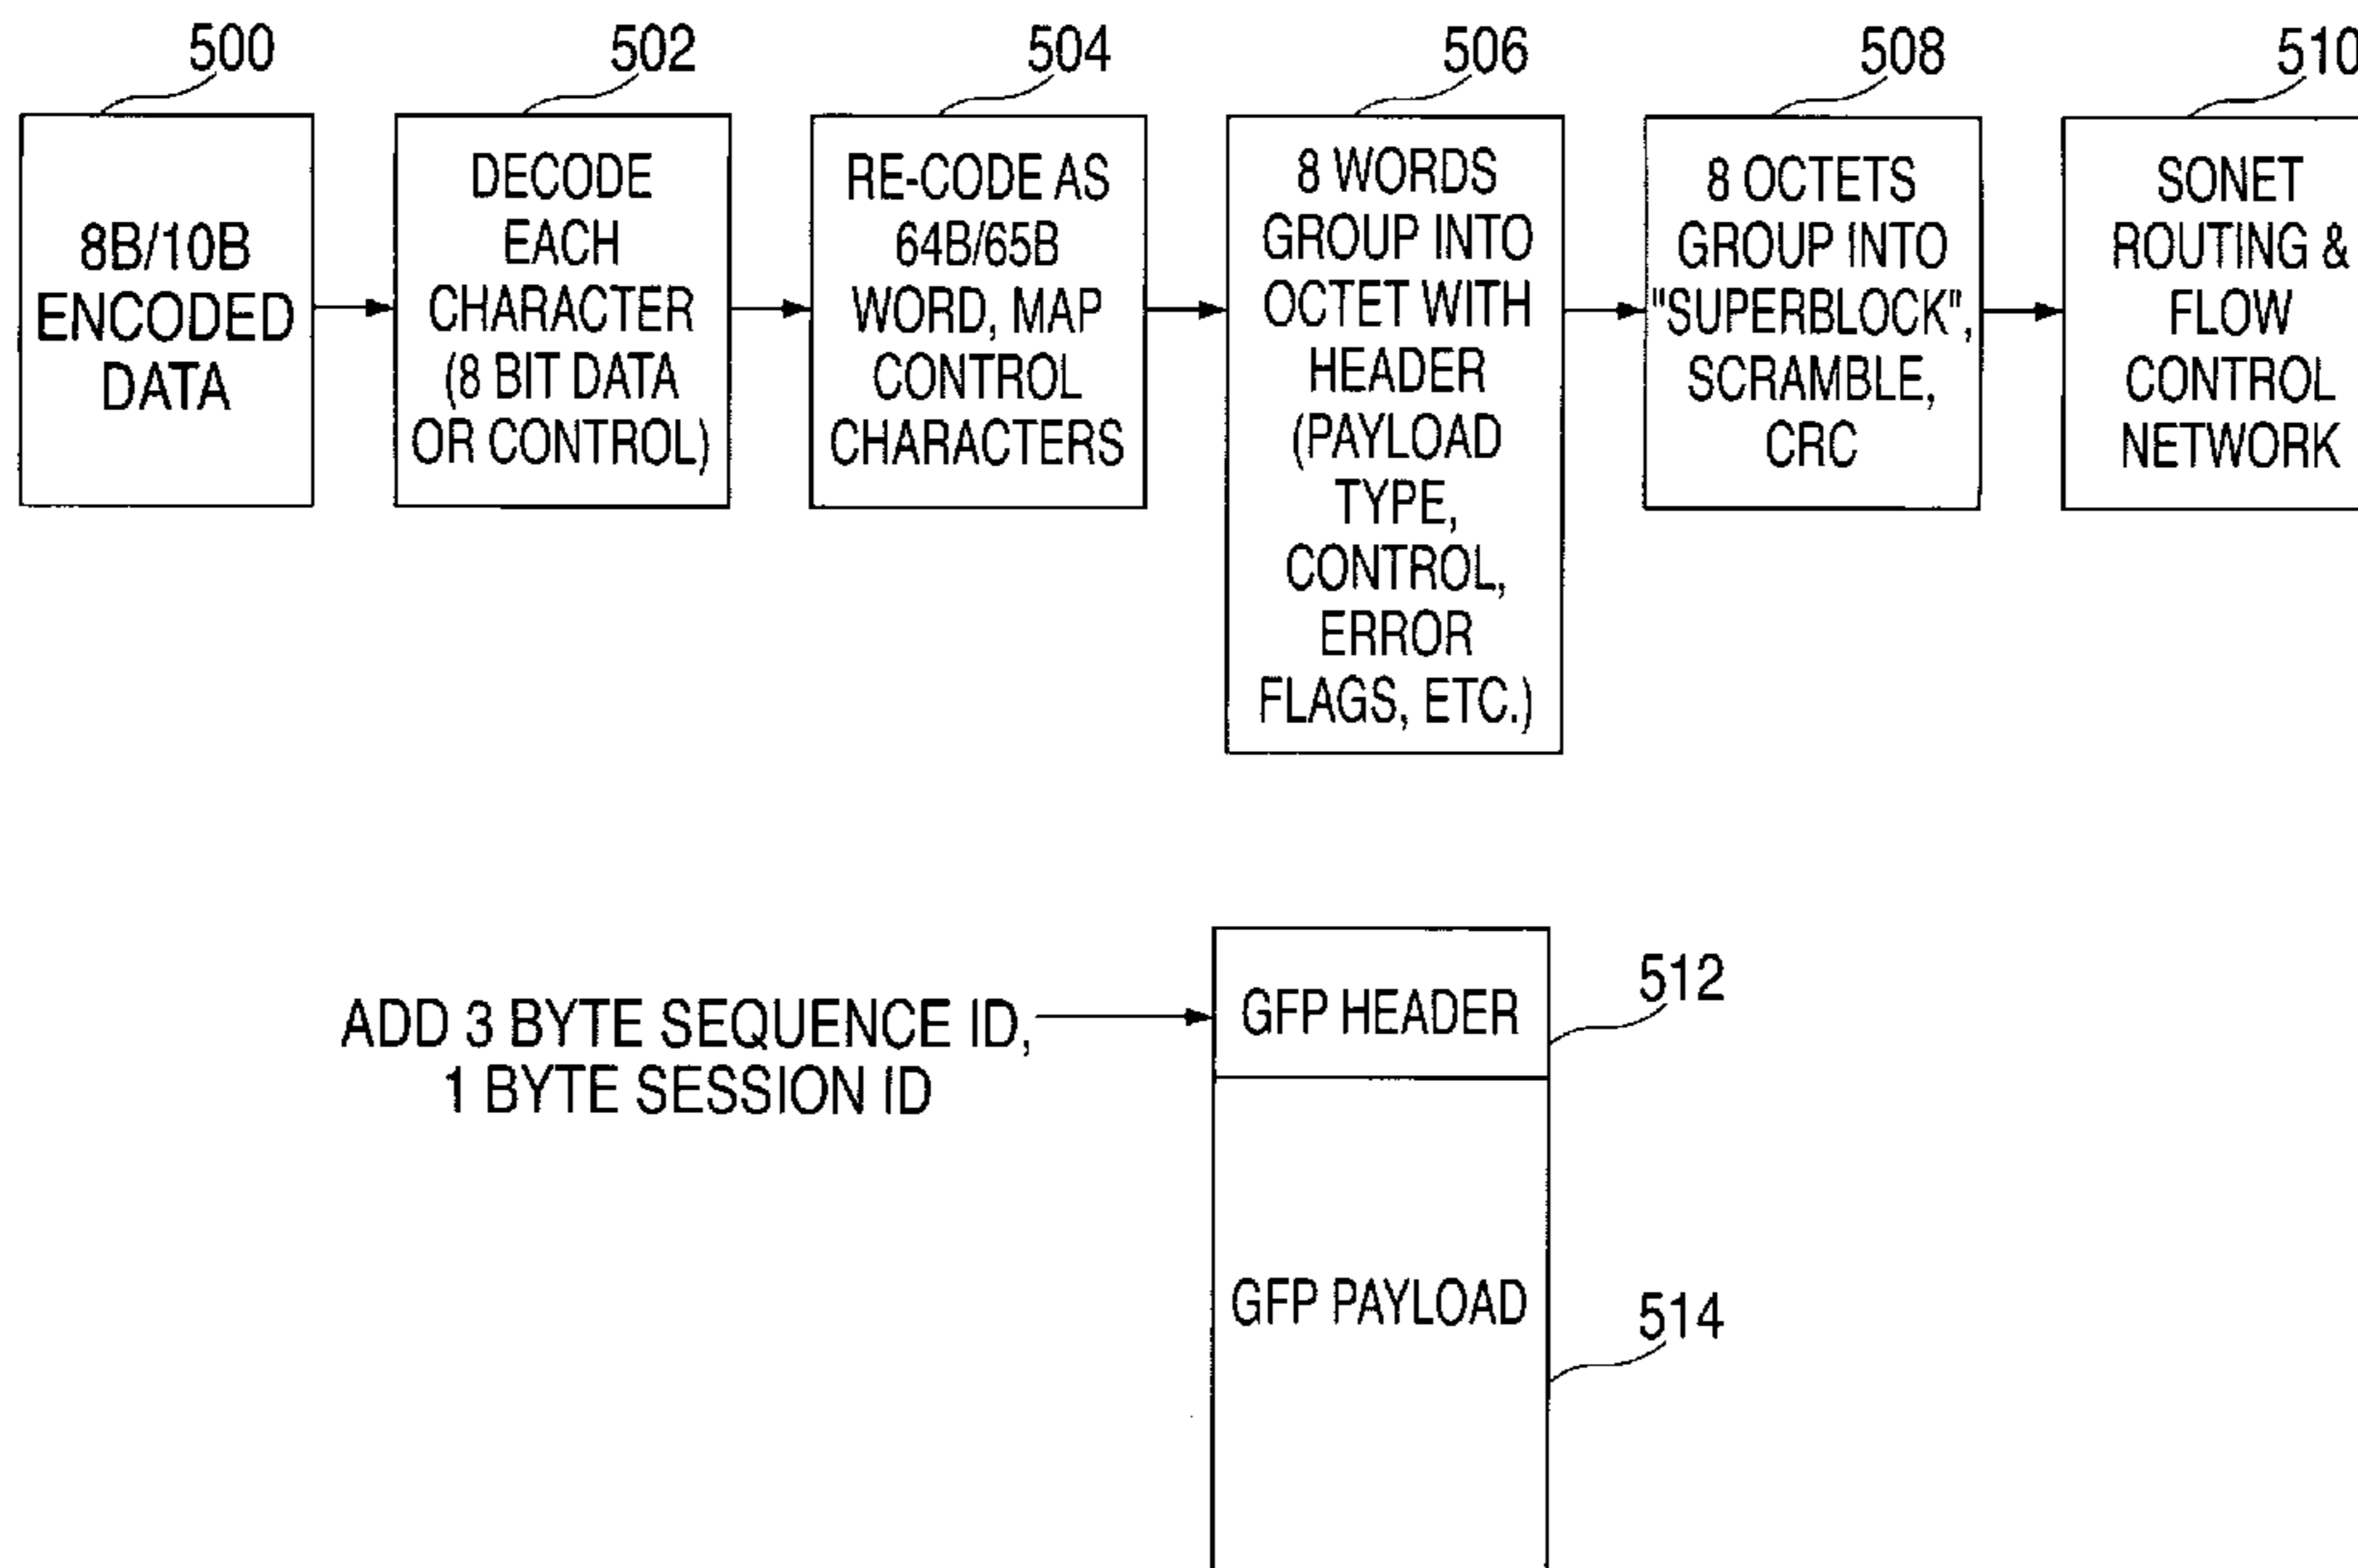 500
502
504
506
508
510
8B/10B
ENCODED
DATA
DECODE
EACH
CHARACTER
(8 BIT DATA
OR CONTROL)
RE-CODE AS
64B/65B
WORD, MAP
CONTROL
CHARACTERS
8 WORDS
GROUP INTO
OCTET WITH
HEADER
(PAYLOAD
TYPE,
CONTROL,
ERROR
FLAGS, ETC.)
8 OCTETS
GROUP INTO
"SUPERBLOCK",
SCRAMBLE,
CRC
SONET
ROUTING &
FLOW
CONTROL
NETWORK
ADD 3 BYTE SEQUENCE ID,
1 BYTE SESSION ID
GFP HEADER
512
GFP PAYLOAD
514